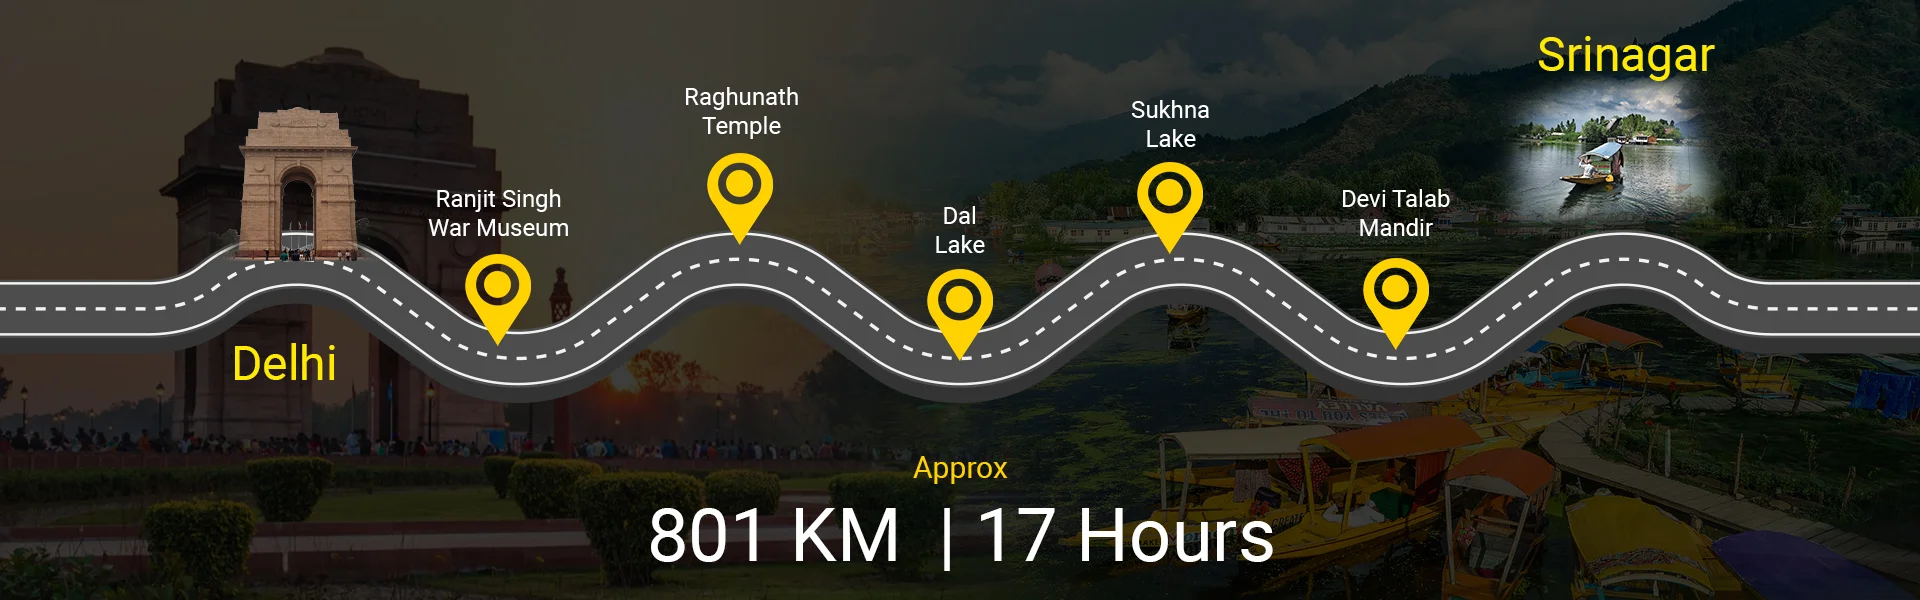 Srinagar
Raghunath
Temple
Sukhna
Lake
Ranjit Singh
War Museum
Dal
Lake
Devi Talab
Mandir
Delhi
Approx
801 KM | 17 Hours